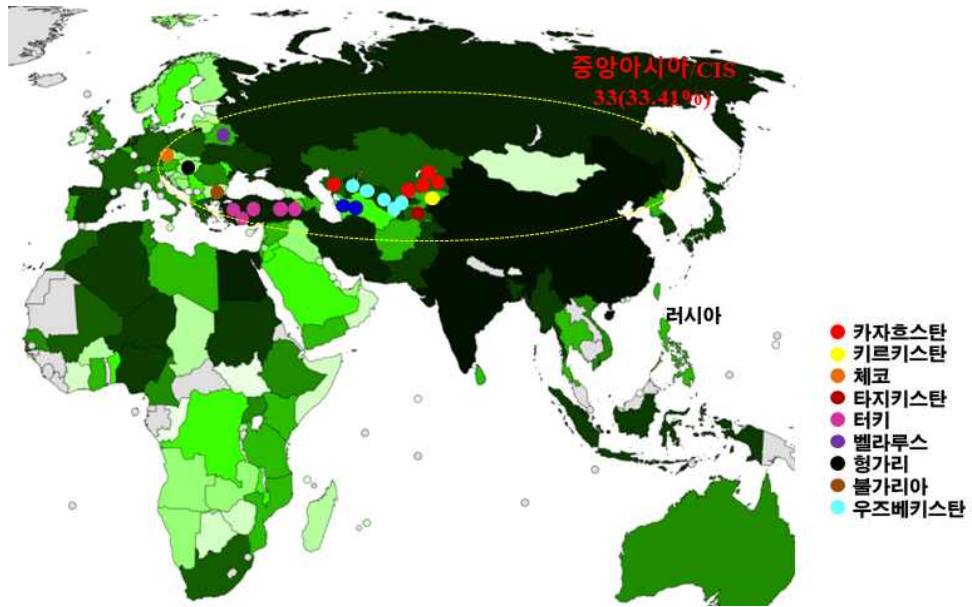 중앙아시아/CIS
33(33.41%)
러시아
카자흐스탄
키르키스탄
체코
타지키스탄
터키
벨라루스
헝가리
불가리아
우즈베키스탄